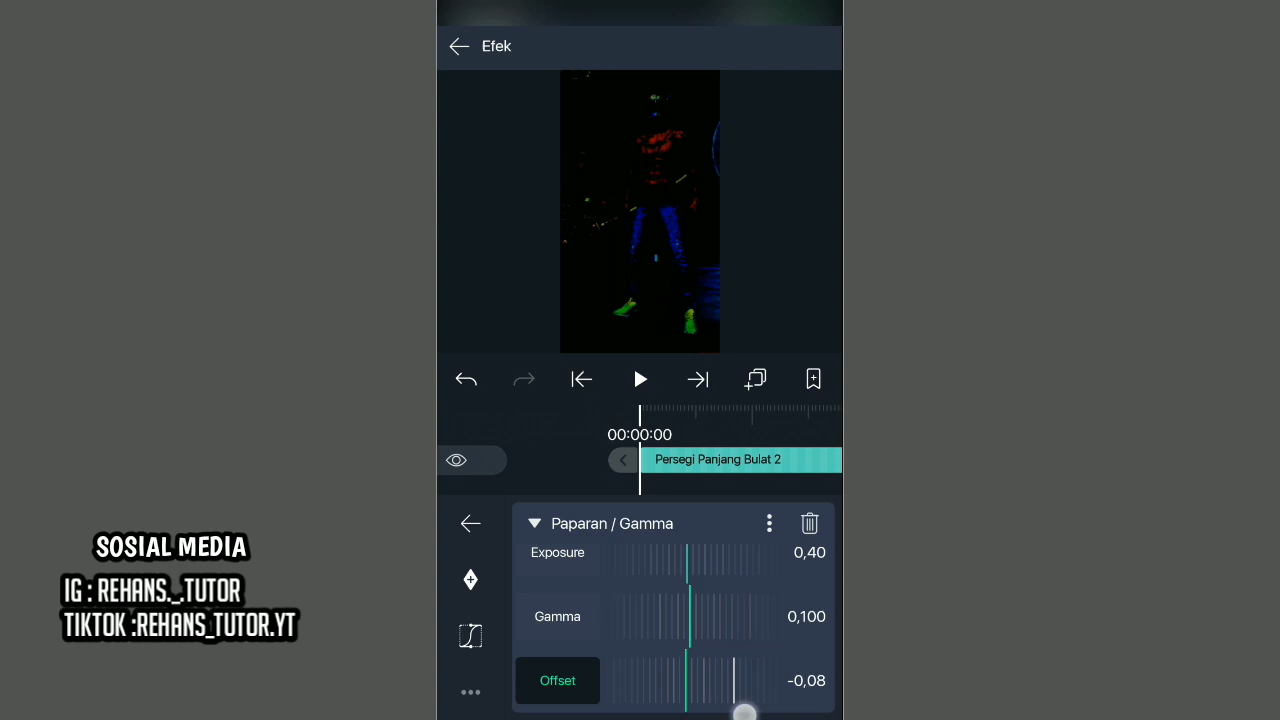 Efek
00:00:00
Persegi Panjang Bulat 2
Paparan / Gamma
Exposure 0,40
Gamma 0,100
Offset -0,08
SOSIAL MEDIA
IG : REHANS._.TUTOR
TIKTOK :REHANS_TUTOR.YT